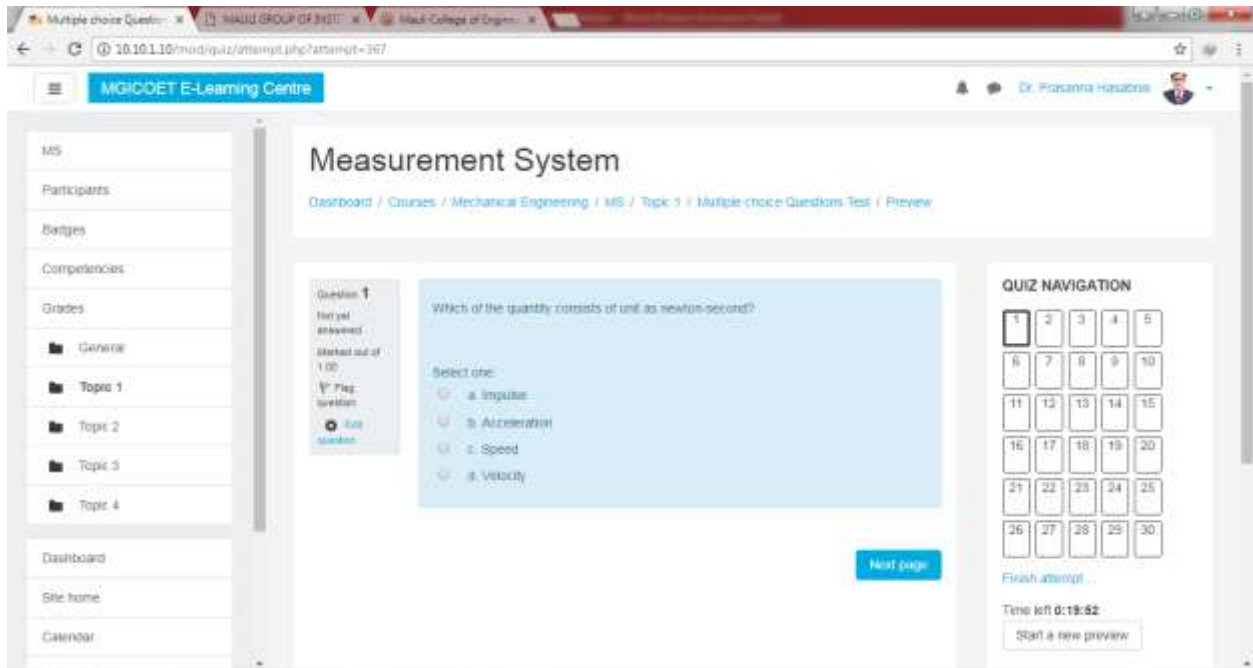 Multiple choice Question
MAULI GROUP OF INSTIT
Mauli College of Engine
10.10.1.10/mod/quiz/attempt.php?attempt=367
MGICOET E-Learning Centre
Dr. Prasanna Hasabnis
MS
Participants
Badges
Competencies
Grades
General
Topic 1
Topic 2
Topic 3
Topic 4
Dashboard
Site home
Calendar
Measurement System
Dashboard / Courses / Mechanical Engineering / MS / Topic 1 / Multiple choice Questions Test / Preview
Question 1
Not yet
answered
Marked out of
1.00
Flag
question
Edit
question
Which of the quantity consists of unit as newton-second?
Select one:
a. Impulse
b. Acceleration
c. Speed
d. Velocity
Next page
QUIZ NAVIGATION
1 2 3 4 5
6 7 8 9 10
11 12 13 14 15
16 17 18 19 20
21 22 23 24 25
26 27 28 29 30
Finish attempt ...
Time left 0:19:52
Start a new preview